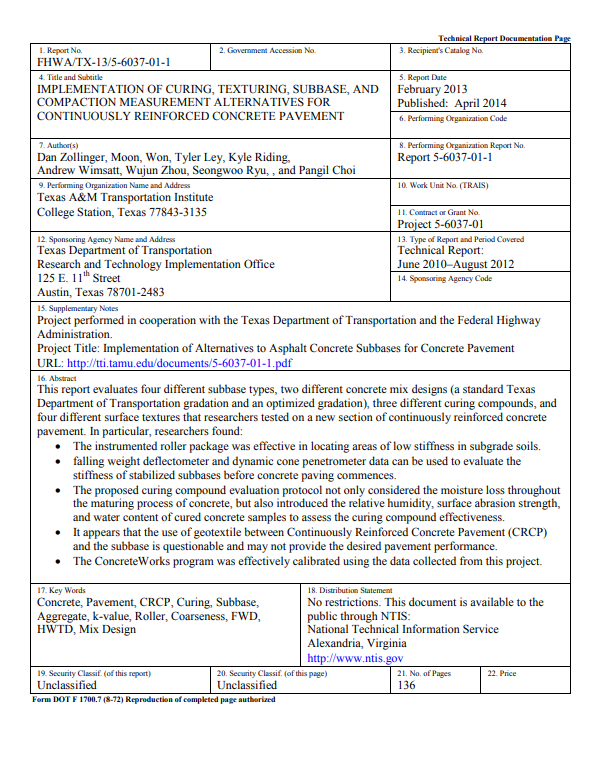 Technical Report Documentation Page
1. Report No.
FHWA/TX-13/5-6037-01-1
2. Government Accession No.
3. Recipient's Catalog No.
4. Title and Subtitle
IMPLEMENTATION OF CURING, TEXTURING, SUBBASE, AND
COMPACTION MEASUREMENT ALTERNATIVES FOR
CONTINUOUSLY REINFORCED CONCRETE PAVEMENT
5. Report Date
February 2013
Published: April 2014
6. Performing Organization Code
7. Author(s)
Dan Zollinger, Moon, Won, Tyler Ley, Kyle Riding,
Andrew Wimsatt, Wujun Zhou, Seongwoo Ryu, , and Pangil Choi
8. Performing Organization Report No.
Report 5-6037-01-1
9. Performing Organization Name and Address
Texas A&M Transportation Institute
College Station, Texas 77843-3135
10. Work Unit No. (TRAIS)
11. Contract or Grant No.
Project 5-6037-01
12. Sponsoring Agency Name and Address
Texas Department of Transportation
Research and Technology Implementation Office
125 E. 11th Street
Austin, Texas 78701-2483
13. Type of Report and Period Covered
Technical Report:
June 2010–August 2012
14. Sponsoring Agency Code
15. Supplementary Notes
Project performed in cooperation with the Texas Department of Transportation and the Federal Highway
Administration.
Project Title: Implementation of Alternatives to Asphalt Concrete Subbases for Concrete Pavement
URL: http://tti.tamu.edu/documents/5-6037-01-1.pdf
16. Abstract
This report evaluates four different subbase types, two different concrete mix designs (a standard Texas
Department of Transportation gradation and an optimized gradation), three different curing compounds, and
four different surface textures that researchers tested on a new section of continuously reinforced concrete
pavement. In particular, researchers found:
• The instrumented roller package was effective in locating areas of low stiffness in subgrade soils.
• falling weight deflectometer and dynamic cone penetrometer data can be used to evaluate the
stiffness of stabilized subbases before concrete paving commences.
• The proposed curing compound evaluation protocol not only considered the moisture loss throughout
the maturing process of concrete, but also introduced the relative humidity, surface abrasion strength,
and water content of cured concrete samples to assess the curing compound effectiveness.
• It appears that the use of geotextile between Continuously Reinforced Concrete Pavement (CRCP)
and the subbase is questionable and may not provide the desired pavement performance.
• The ConcreteWorks program was effectively calibrated using the data collected from this project.
17. Key Words
Concrete, Pavement, CRCP, Curing, Subbase,
Aggregate, k-value, Roller, Coarseness, FWD,
HWTD, Mix Design
18. Distribution Statement
No restrictions. This document is available to the
public through NTIS:
National Technical Information Service
Alexandria, Virginia
http://www.ntis.gov
19. Security Classif. (of this report)
Unclassified
20. Security Classif. (of this page)
Unclassified
21. No. of Pages
136
22. Price
Form DOT F 1700.7 (8-72) Reproduction of completed page authorized